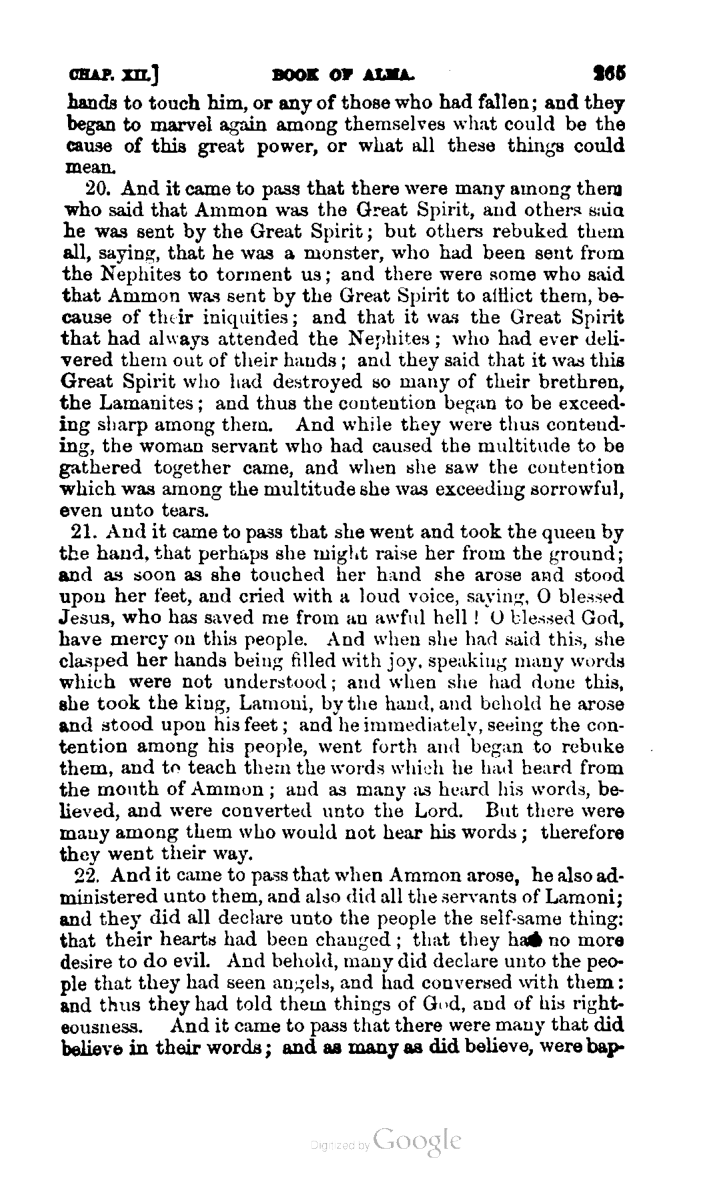 CHAP. XII.] BOOK OF ALMA. 265
hands to touch him, or any of those who had fallen; and they
began to marvel again among themselves what could be the
cause of this great power, or what all these things could
mean.
20. And it came to pass that there were many among them
who said that Ammon was the Great Spirit, and others said
he was sent by the Great Spirit; but others rebuked them
all, saying, that he was a monster, who had been sent from
the Nephites to torment us; and there were some who said
that Ammon was sent by the Great Spirit to afflict them, be-
cause of their iniquities; and that it was the Great Spirit
that had always attended the Nephites; who had ever deli-
vered them out of their hands; and they said that it was this
Great Spirit who had destroyed so many of their brethren,
the Lamanites; and thus the contention began to be exceed-
ing sharp among them. And while they were thus contend-
ing, the woman servant who had caused the multitude to be
gathered together came, and when she saw the contention
which was among the multitude she was exceeding sorrowful,
even unto tears.
21. And it came to pass that she went and took the queen by
the hand, that perhaps she might raise her from the ground;
and as soon as she touched her hand she arose and stood
upon her feet, and cried with a loud voice, saying, O blessed
Jesus, who has saved me from an awful hell! O blessed God,
have mercy on this people. And when she had said this, she
clasped her hands being filled with joy, speaking many words
which were not understood; and when she had done this,
she took the king, Lamoni, by the hand, and behold he arose
and stood upon his feet; and he immediately, seeing the con-
tention among his people, went forth and began to rebuke
them, and to teach them the words which he had heard from
the mouth of Ammon; and as many as heard his words, be-
lieved, and were converted unto the Lord. But there were
many among them who would not hear his words; therefore
they went their way.
22. And it came to pass that when Ammon arose, he also ad-
ministered unto them, and also did all the servants of Lamoni;
and they did all declare unto the people the self-same thing:
that their hearts had been changed; that they had no more
desire to do evil. And behold, many did declare unto the peo-
ple that they had seen angels, and had conversed with them:
and thus they had told them things of God, and of his right-
eousness. And it came to pass that there were many that did
believe in their words; and as many as did believe, were bap-
Digitized by Google